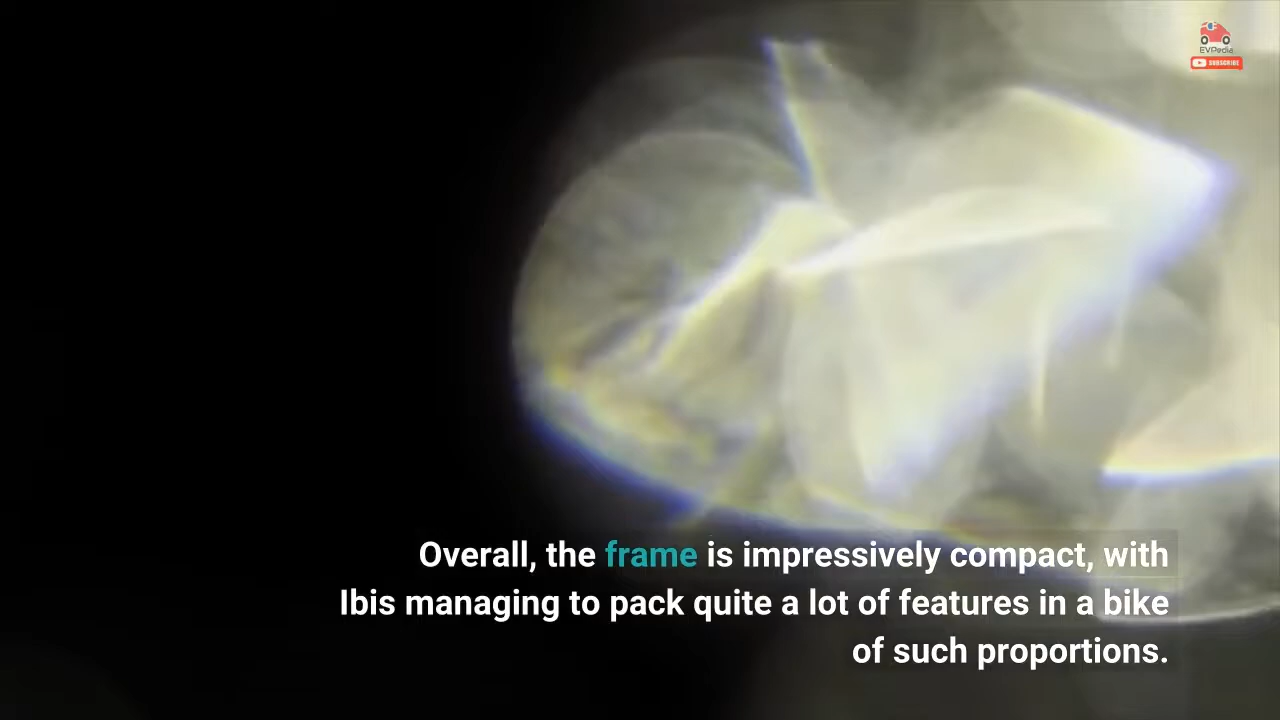 EVPedia
SUBSCRIBE
Overall, the frame is impressively compact, with
Ibis managing to pack quite a lot of features in a bike
of such proportions.